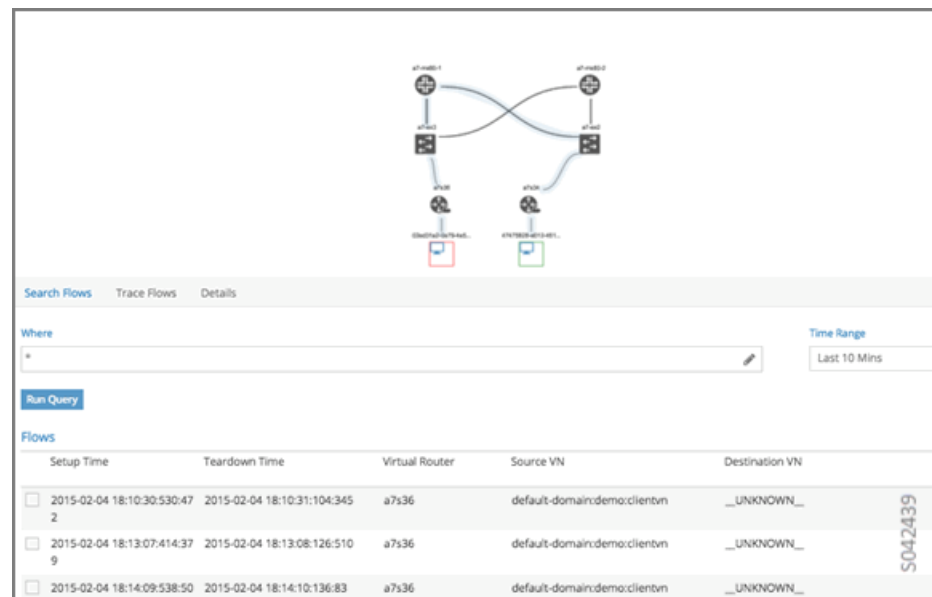 a7-mx80-1
a7-mx80-2
a7-ex3
a7-ex2
a7s36
a7s34
Search Flows Trace Flows Details
Where
Time Range
*
Last 10 Mins
Run Query
Flows
Setup Time Teardown Time Virtual Router Source VN Destination VN
2015-02-04 18:10:30:530:47 2015-02-04 18:10:31:104:345 a7s36 default-domain:demo:clientvn __UNKNOWN__
2
2015-02-04 18:13:07:414:37 2015-02-04 18:13:08:126:510 a7s36 default-domain:demo:clientvn __UNKNOWN__
9
2015-02-04 18:14:09:538:50 2015-02-04 18:14:10:136:83 a7s36 default-domain:demo:clientvn __UNKNOWN__
S042439